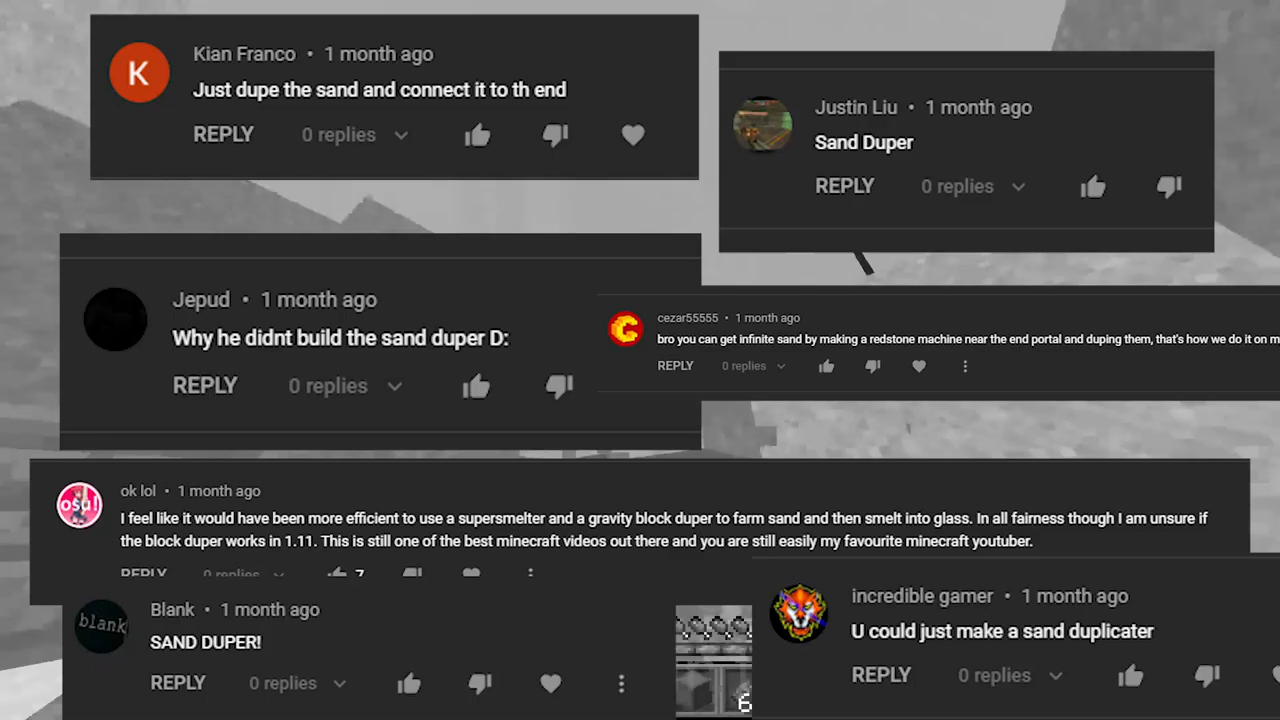 K
Kian Franco • 1 month ago
Just dupe the sand and connect it to th end
REPLY 0 replies
Justin Liu • 1 month ago
Sand Duper
REPLY 0 replies
Jepud • 1 month ago
Why he didnt build the sand duper D:
REPLY 0 replies
C
cezar55555 • 1 month ago
bro you can get infinite sand by making a redstone machine near the end portal and duping them, that's how we do it on m
REPLY 0 replies
osu!
ok lol • 1 month ago
I feel like it would have been more efficient to use a supersmelter and a gravity block duper to farm sand and then smelt into glass. In all fairness though I am unsure if
the block duper works in 1.11. This is still one of the best minecraft videos out there and you are still easily my favourite minecraft youtuber.
REPLY 0 replies 7
blank
Blank • 1 month ago
SAND DUPER!
REPLY 0 replies
6
incredible gamer • 1 month ago
U could just make a sand duplicater
REPLY 0 replies